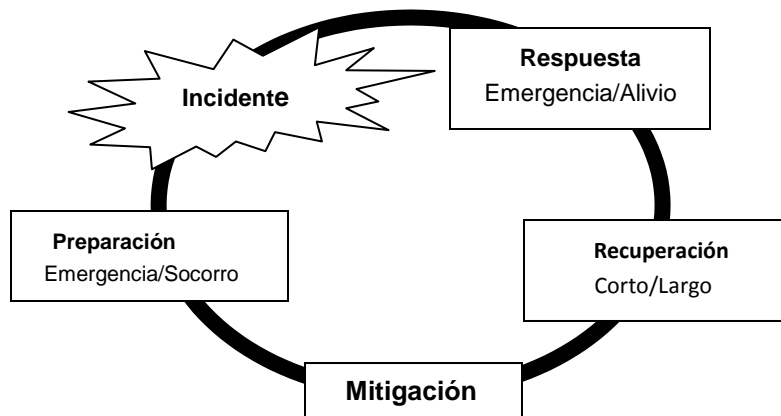 Incidente
Respuesta
Emergencia/Alivio
Preparación
Emergencia/Socorro
Recuperación
Corto/Largo
Mitigación